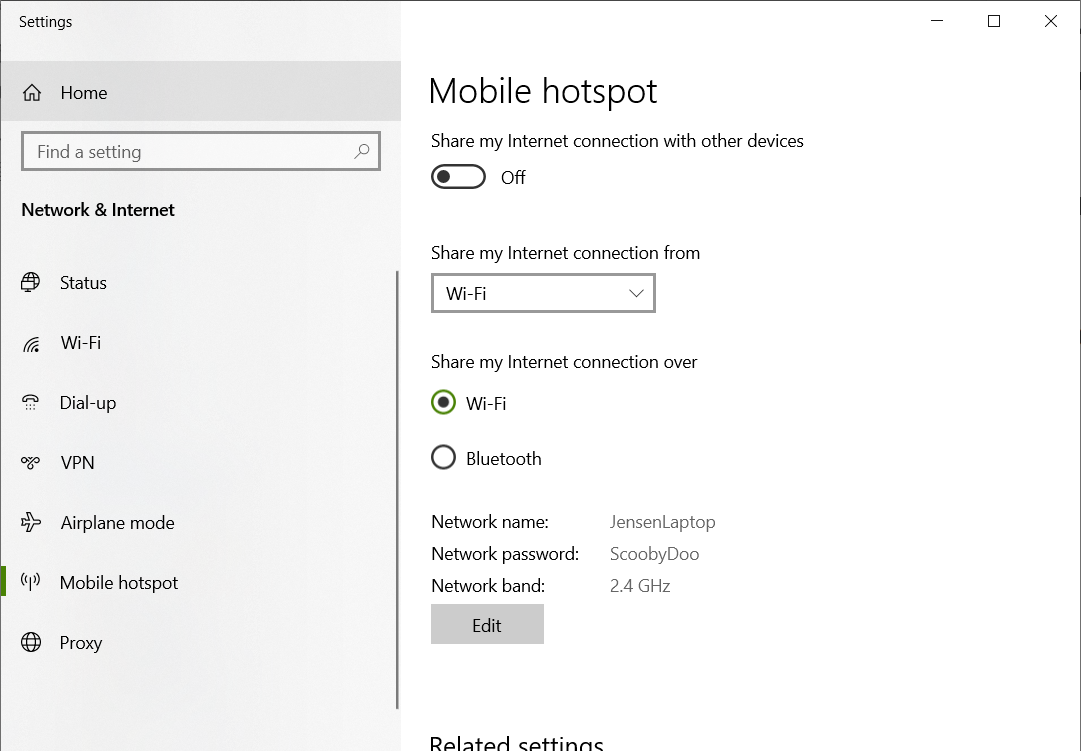 Settings
Home
Find a setting
Network & Internet
Status
Wi-Fi
Dial-up
VPN
Airplane mode
Mobile hotspot
Proxy
Mobile hotspot
Share my Internet connection with other devices
Off
Share my Internet connection from
Wi-Fi
Share my Internet connection over
Wi-Fi
Bluetooth
Network name: JensenLaptop
Network password: ScoobyDoo
Network band: 2.4 GHz
Edit
Related settings